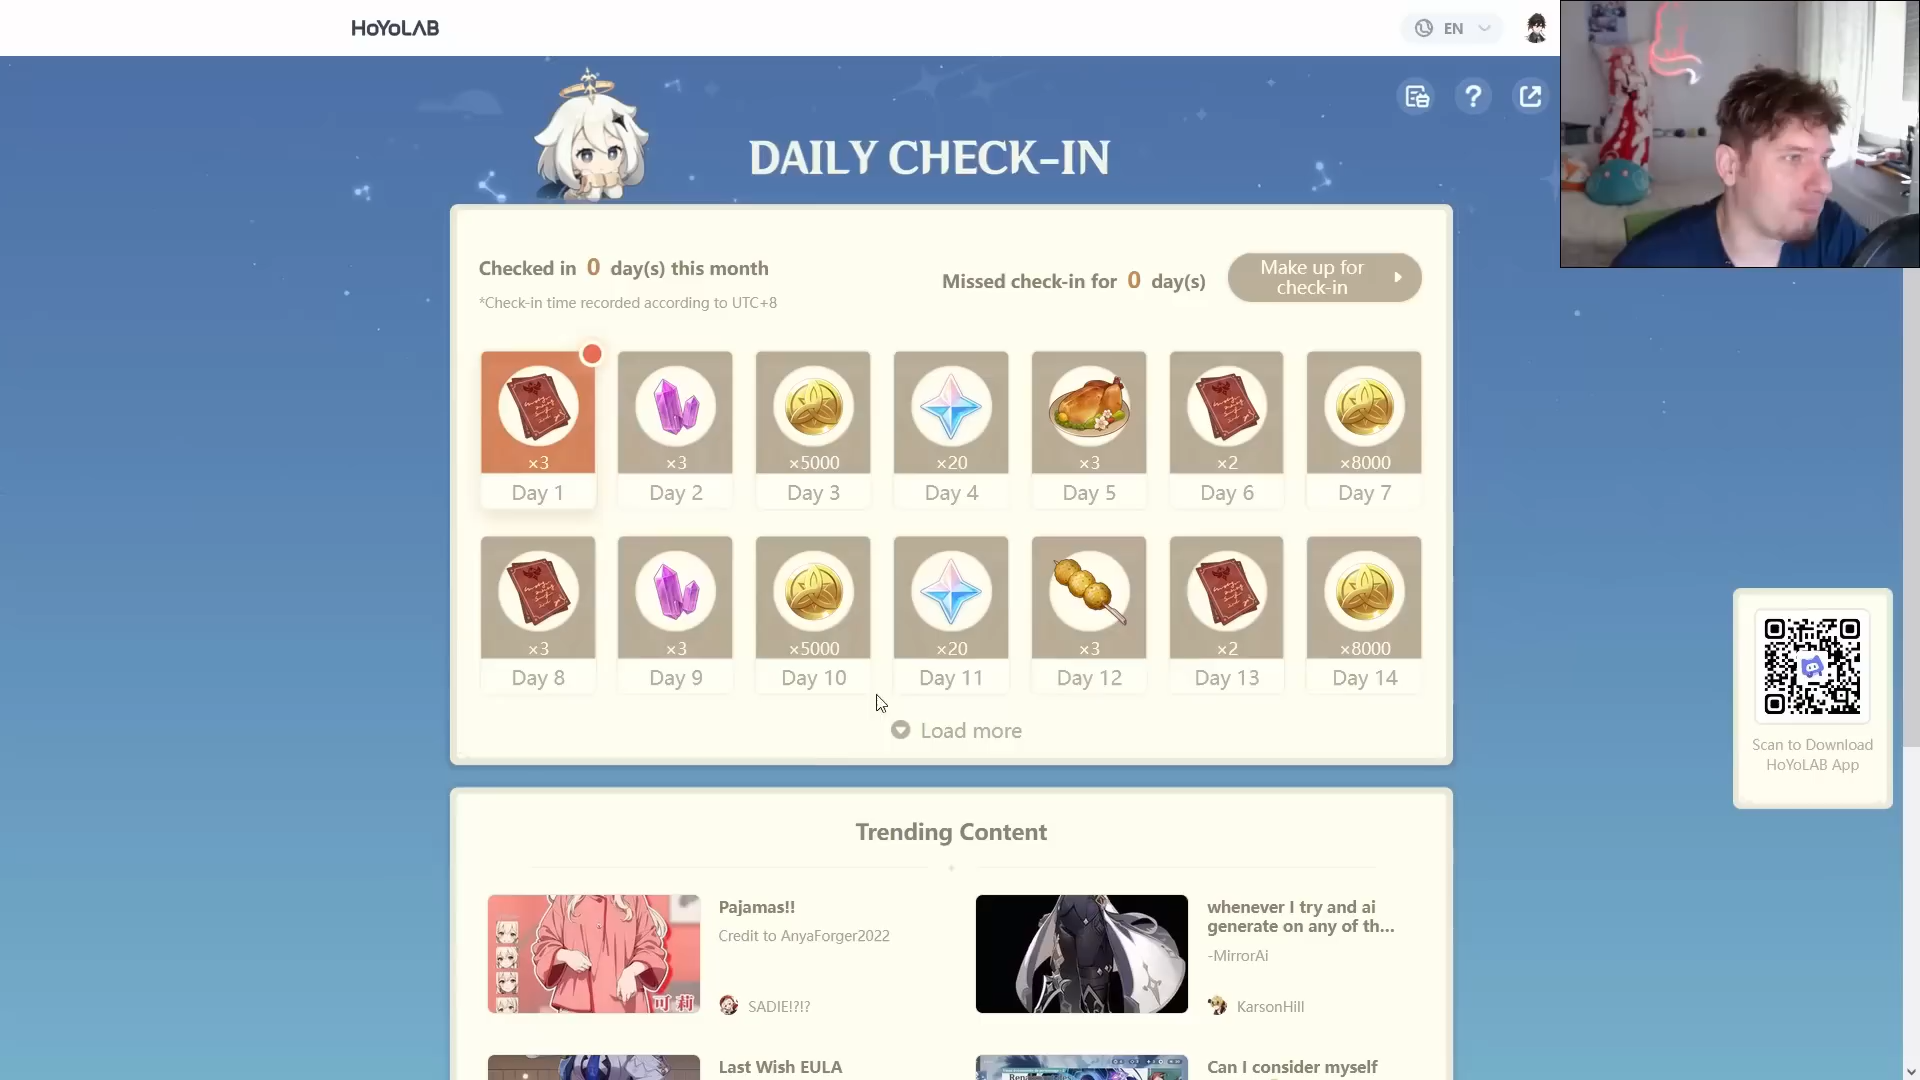 HoYoLAB
EN
DAILY CHECK-IN
Checked in 0 day(s) this month
*Check-in time recorded according to UTC+8
Missed check-in for 0 day(s)
Make up for
check-in
×3
×3
×5000
×20
×3
×2
×8000
Day 1
Day 2
Day 3
Day 4
Day 5
Day 6
Day 7
×3
×3
×5000
×20
×3
×2
×8000
Day 8
Day 9
Day 10
Day 11
Day 12
Day 13
Day 14
Load more
Scan to Download
HoYoLAB App
Trending Content
Pajamas!!
Credit to AnyaForger2022
SADIE!?!?
可莉
whenever I try and ai
generate on any of th...
-MirrorAi
KarsonHill
Last Wish EULA
Can I consider myself